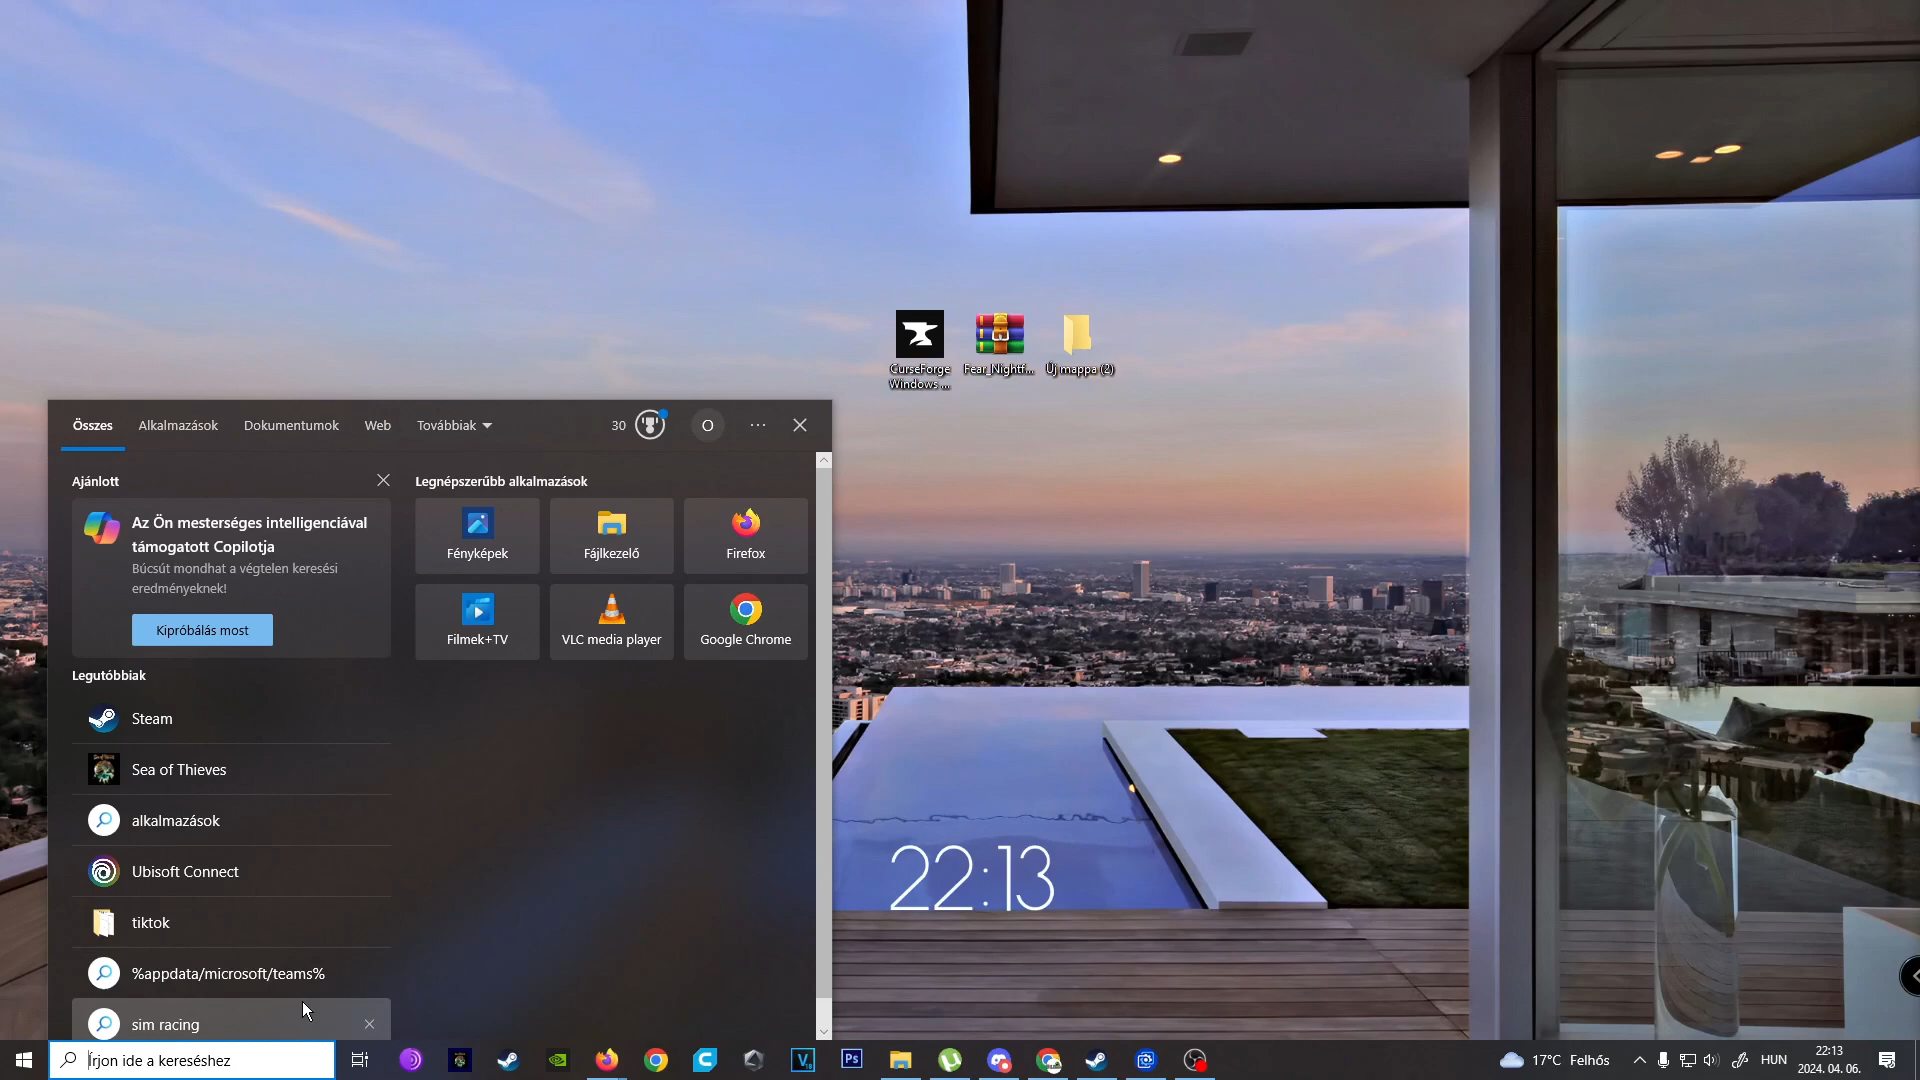 CurseForge
Windows ...
Fear_Nightf...
Új mappa (2)
Összes
Alkalmazások
Dokumentumok
Web
Továbbiak
30
O
Ajánlott
Az Ön mesterséges intelligenciával
támogatott Copilotja
Búcsút mondhat a végtelen keresési
eredményeknek!
Kipróbálás most
Legnépszerűbb alkalmazások
Fényképek
Fájlkezelő
Firefox
Filmek+TV
VLC media player
Google Chrome
Legutóbbiak
Steam
Sea of Thieves
alkalmazások
Ubisoft Connect
tiktok
%appdata/microsoft/teams%
sim racing
22:13
Írjon ide a kereséshez
Ps
17°C Felhős
HUN
22:13
2024. 04. 06.